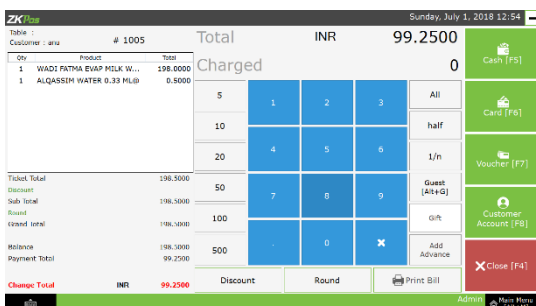 ZKPos
Sunday, July 1, 2018 12:54
Table :
Customer : anu
# 1005
Qty Product Total
1 WADI FATMA EVAP MILK W... 198.0000
1 ALQASSIM WATER 0.33 ML@ 0.5000
Ticket Total 198.5000
Discount
Sub Total 198.5000
Round
Grand Total 198.5000
Balance 198.5000
Payment Total 99.2500
Change Total INR 99.2500
Total INR 99.2500
Charged 0
5 1 2 3 All
10 half
20 4 5 6 1/n
50 7 8 9 Guest
[Alt+G]
100 Gift
500 . 0 × Add
Advance
Discount Round Print Bill
Cash [F5]
Card [F6]
Voucher [F7]
Customer
Account [F8]
Close [F4]
Admin Main Menu